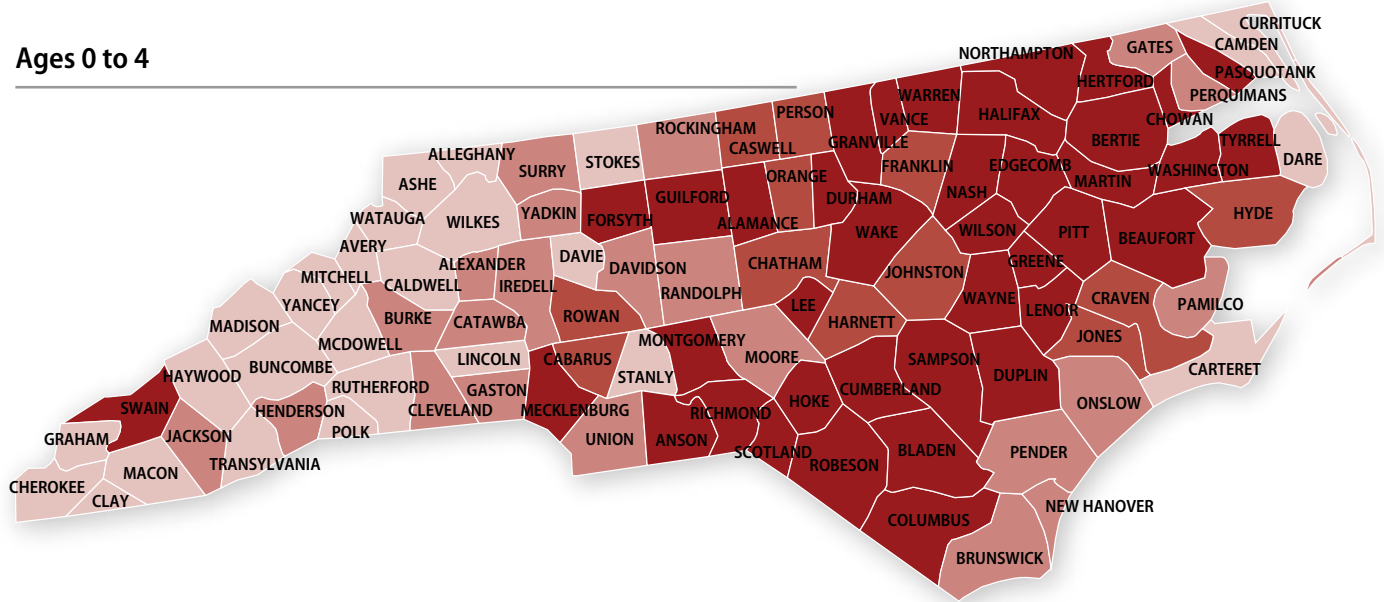 Ages 0 to 4
CURRITUCK
CAMDEN
GATES
NORTHAMPTON
PASQUOTANK
HERTFORD
PERQUIMANS
WARREN
HALIFAX
VANCE
CHOWAN
PERSON
ROCKINGHAM
CASWELL
GRANVILLE
BERTIE
TYRRELL
DARE
ALLEGHANY
STOKES
SURRY
ORANGE
FRANKLIN
EDGECOMB
WASHINGTON
MARTIN
ASHE
NASH
GUILFORD
DURHAM
HYDE
WATAUGA
WILKES
YADKIN
FORSYTH
ALAMANCE
WAKE
WILSON
PITT
BEAUFORT
AVERY
DAVIE
ALEXANDER
DAVIDSON
CHATHAM
JOHNSTON
GREENE
MITCHELL
CALDWELL
IREDELL
RANDOLPH
LEE
WAYNE
CRAVEN
PAMILCO
YANCEY
BURKE
CATAWBA
ROWAN
HARNETT
LENOIR
JONES
MADISON
MCDOWELL
MONTGOMERY
MOORE
BUNCOMBE
LINCOLN
CABARUS
SAMPSON
CARTERET
HAYWOOD
RUTHERFORD
GASTON
STANLY
CUMBERLAND
DUPLIN
SWAIN
HENDERSON
CLEVELAND
MECKLENBURG
RICHMOND
HOKE
ONSLOW
GRAHAM
JACKSON
POLK
UNION
ANSON
SCOTLAND
BLADEN
PENDER
MACON
TRANSYLVANIA
ROBESON
CHEROKEE
CLAY
COLUMBUS
NEW HANOVER
BRUNSWICK